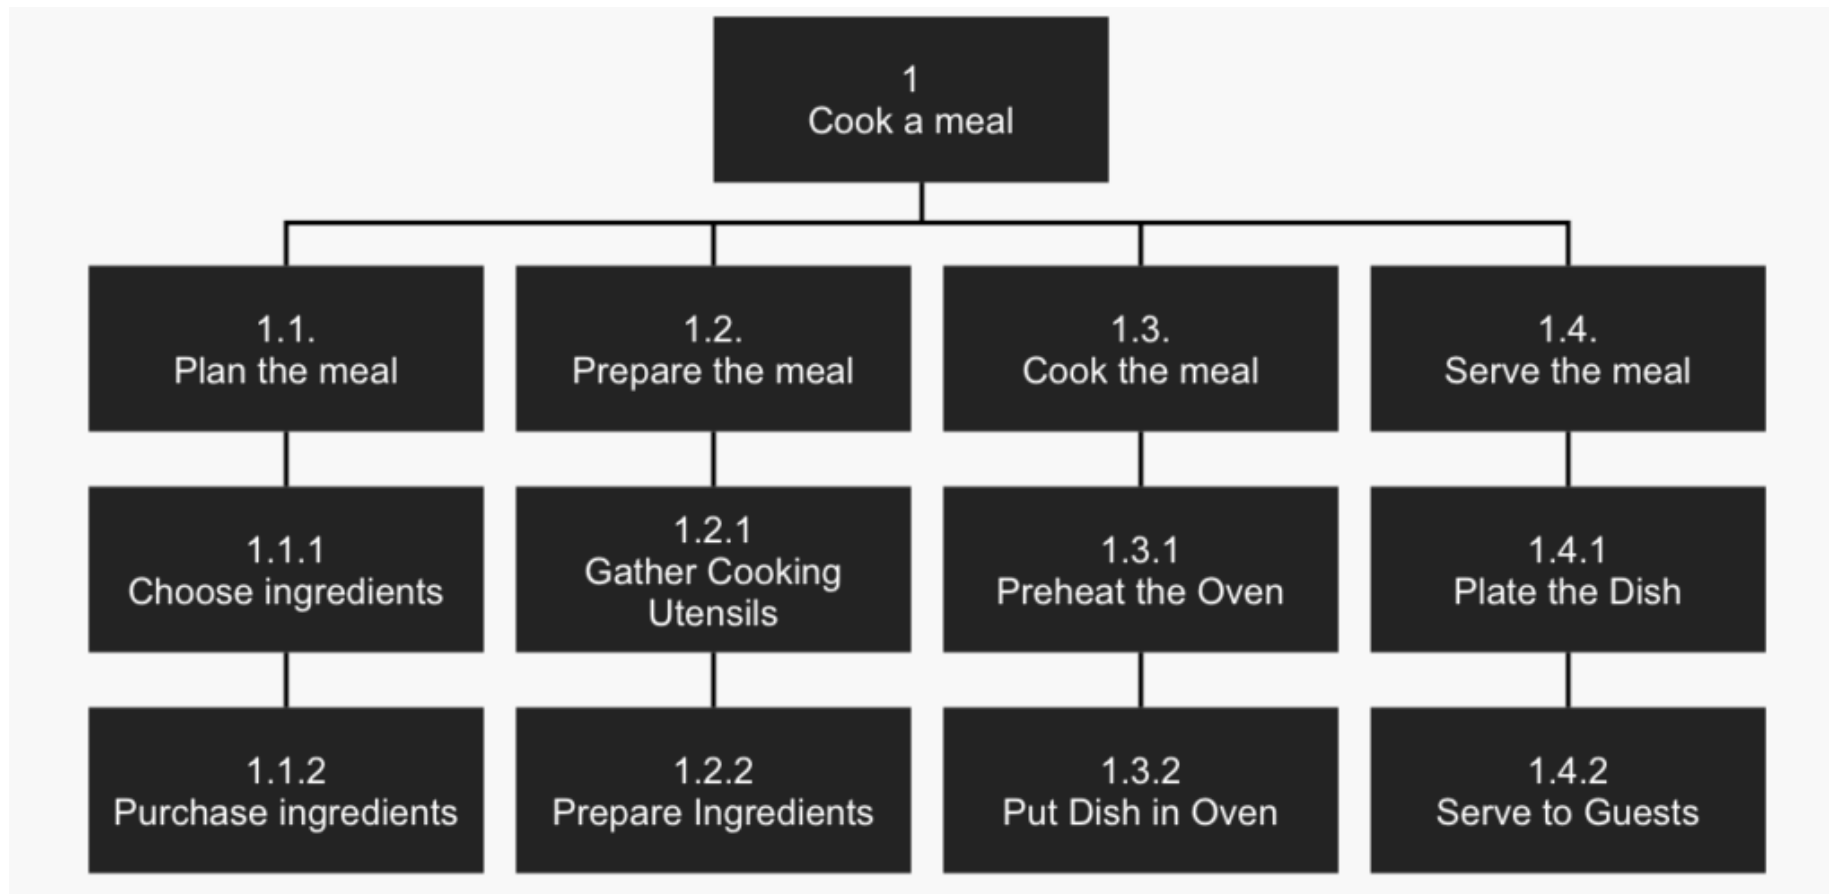 1
Cook a meal
1.1.
Plan the meal
1.2.
Prepare the meal
1.3.
Cook the meal
1.4.
Serve the meal
1.1.1
Choose ingredients
1.2.1
Gather Cooking
Utensils
1.3.1
Preheat the Oven
1.4.1
Plate the Dish
1.1.2
Purchase ingredients
1.2.2
Prepare Ingredients
1.3.2
Put Dish in Oven
1.4.2
Serve to Guests